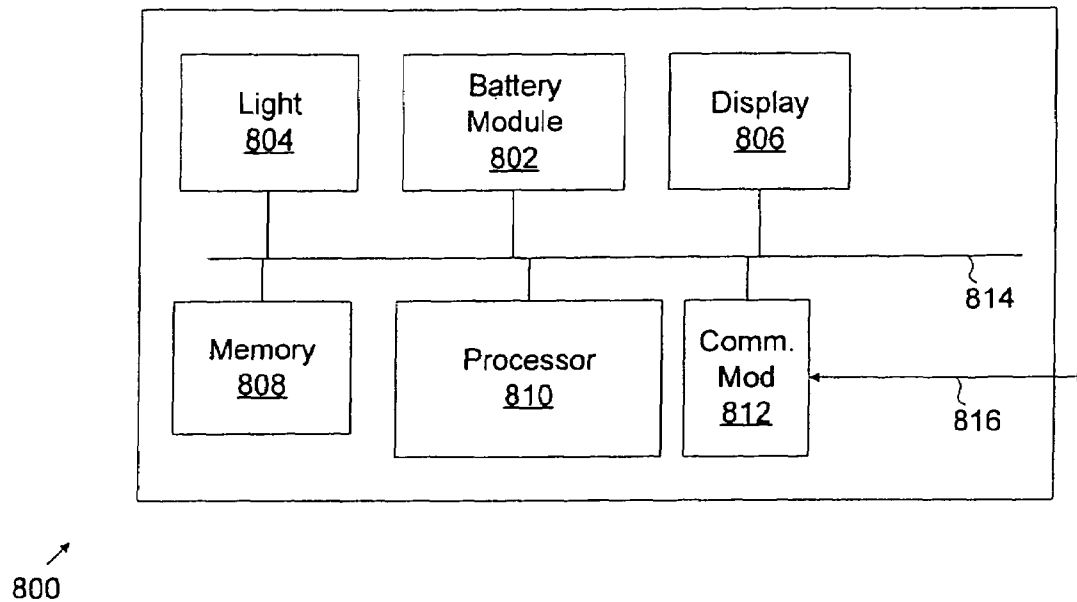 Light
804
Battery
Module
802
Display
806
814
Memory
808
Processor
810
Comm.
Mod
812
816
800